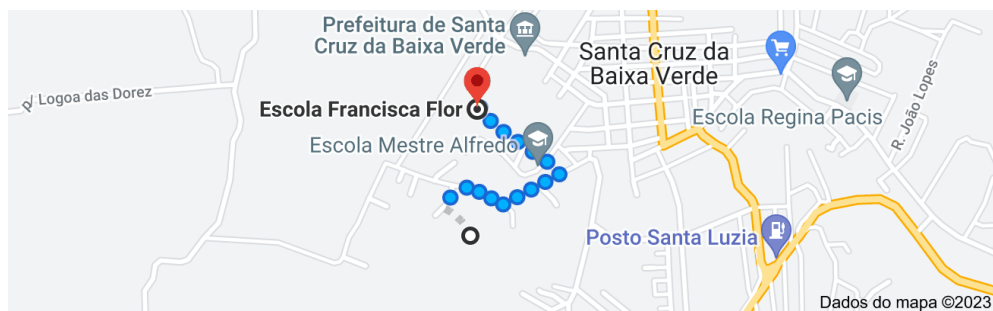 Prefeitura de Santa
Cruz da Baixa Verde
Santa Cruz da
Baixa Verde
P/ Logoa das Dorez
Escola Francisca Flor
Escola Regina Pacis
R. João Lopes
Escola Mestre Alfredo
Posto Santa Luzia
Dados do mapa ©2023